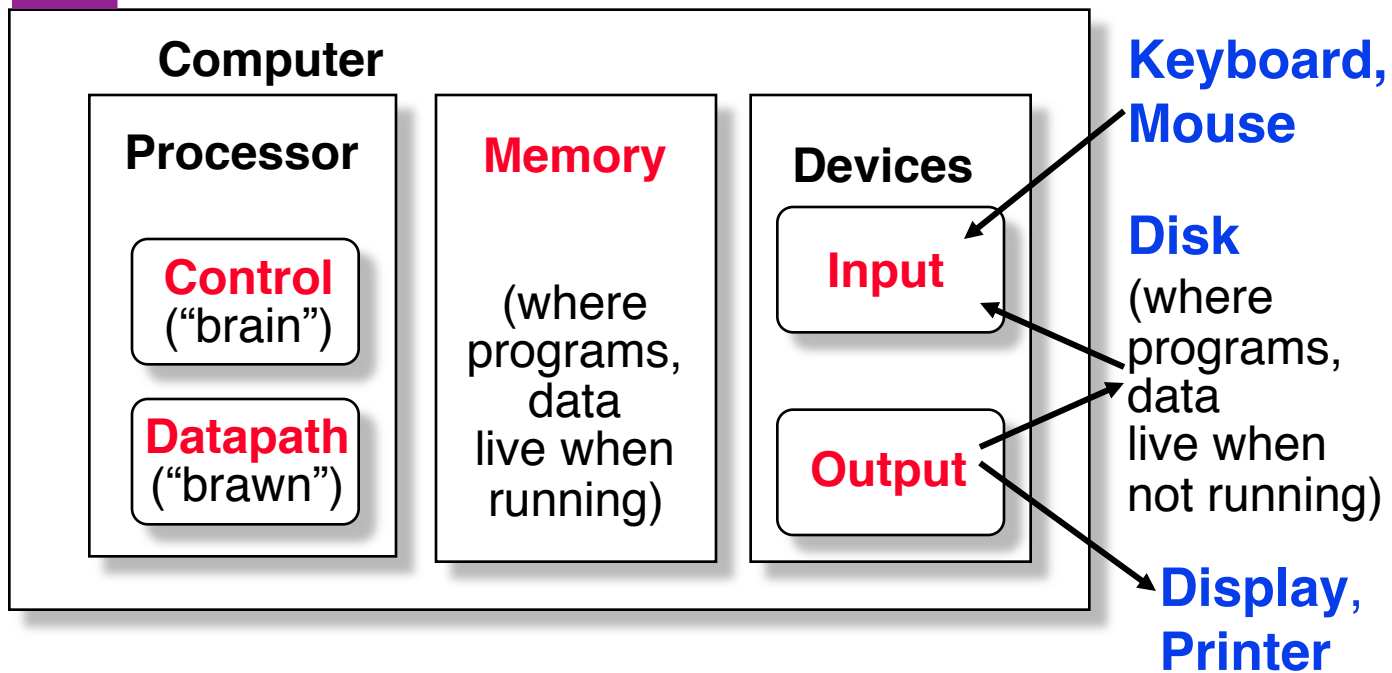 Computer
Processor
Control
(“brain”)
Datapath
(“brawn”)
Memory
(where
programs,
data
live when
running)
Devices
Input
Output
Keyboard,
Mouse
Disk
(where
programs,
data
live when
not running)
Display,
Printer